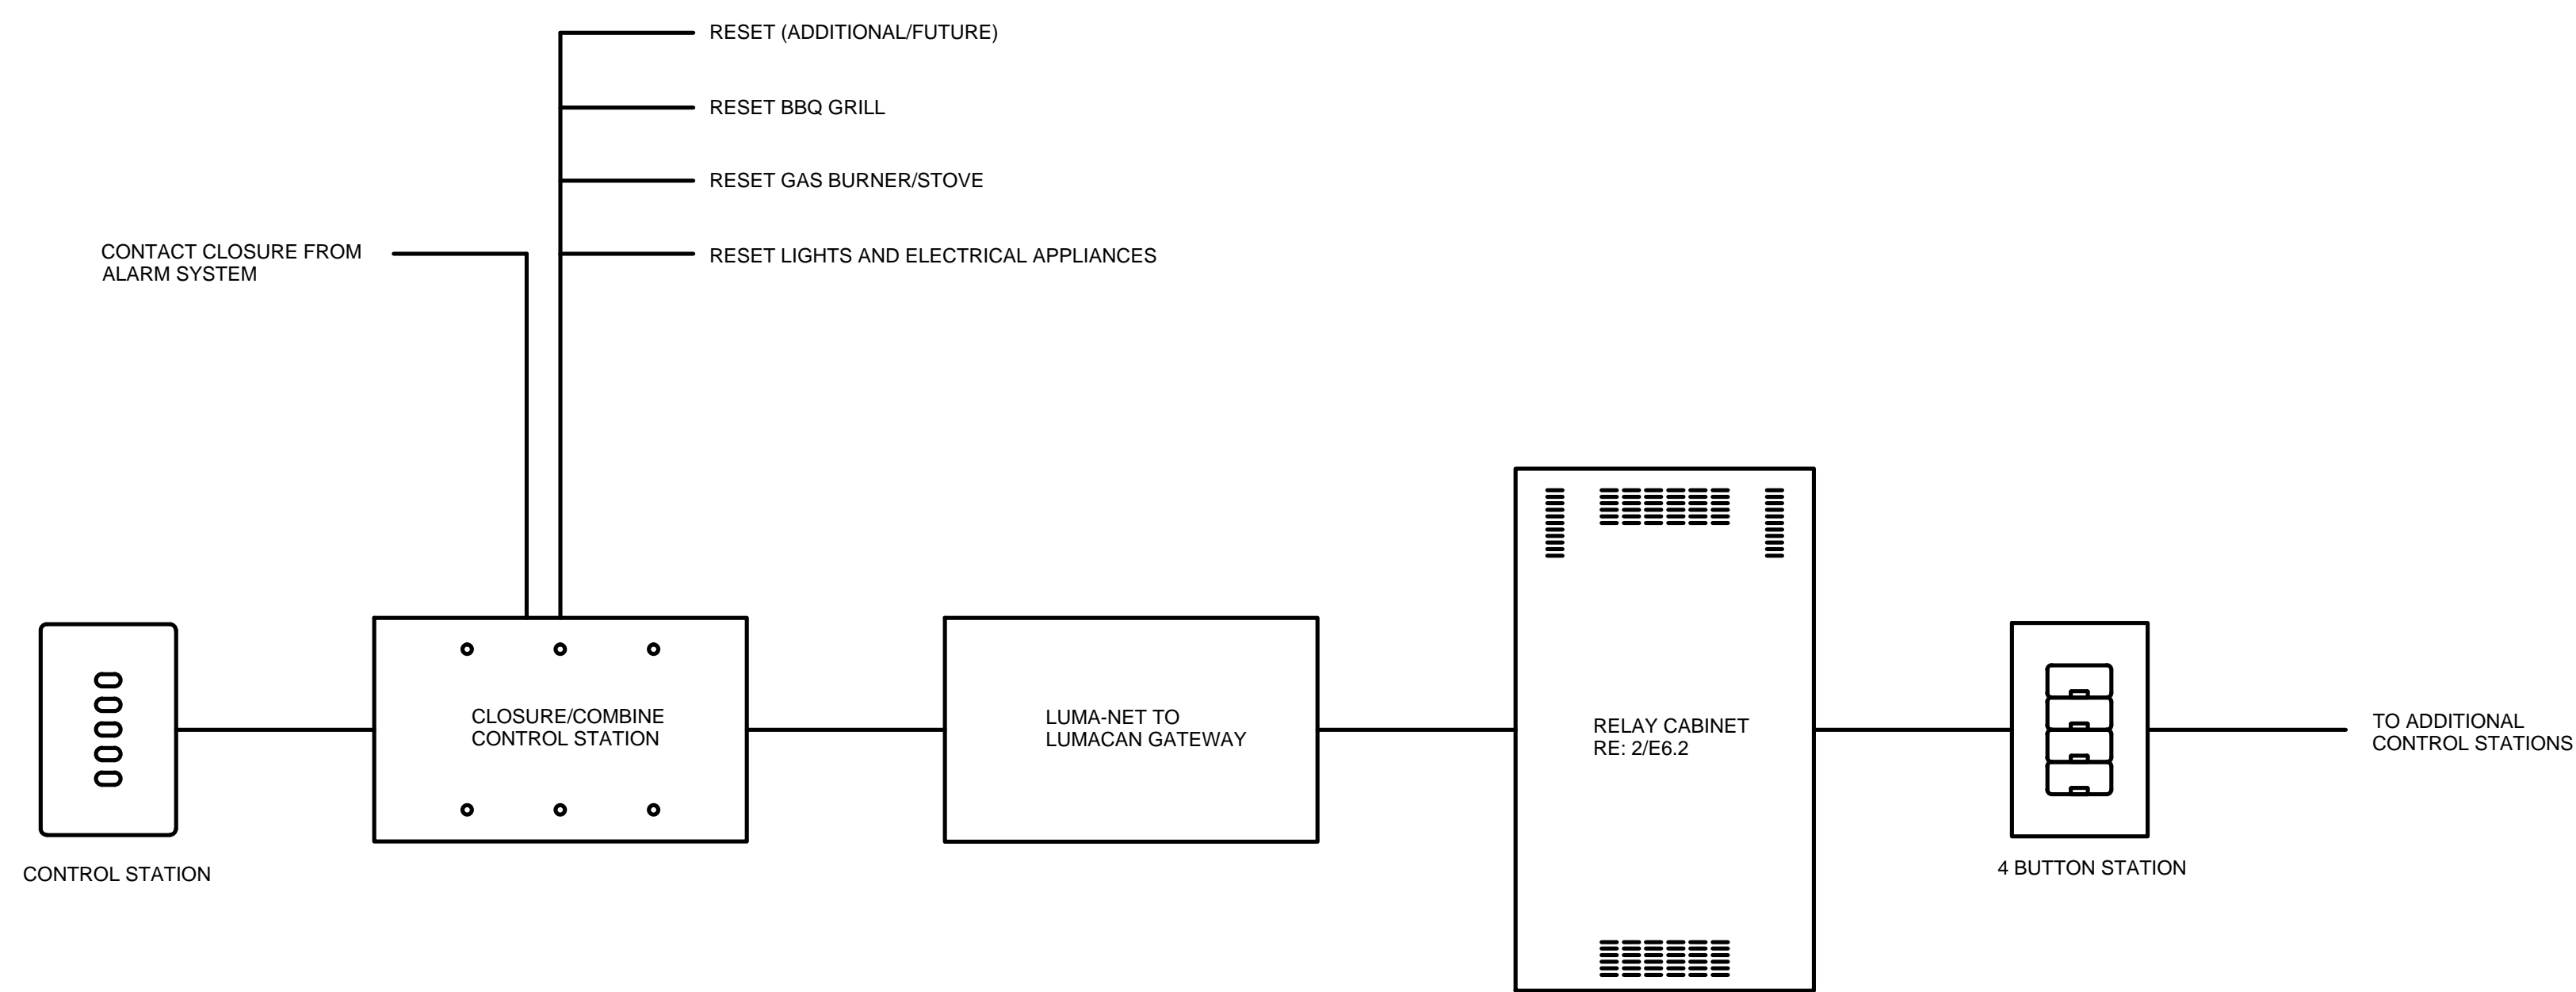 RESET (ADDITIONAL/FUTURE)
RESET BBQ GRILL
RESET GAS BURNER/STOVE
CONTACT CLOSURE FROM
ALARM SYSTEM
RESET LIGHTS AND ELECTRICAL APPLIANCES
CLOSURE/COMBINE
CONTROL STATION
LUMA-NET TO
LUMACAN GATEWAY
RELAY CABINET
RE: 2/E6.2
TO ADDITIONAL
CONTROL STATIONS
CONTROL STATION
4 BUTTON STATION